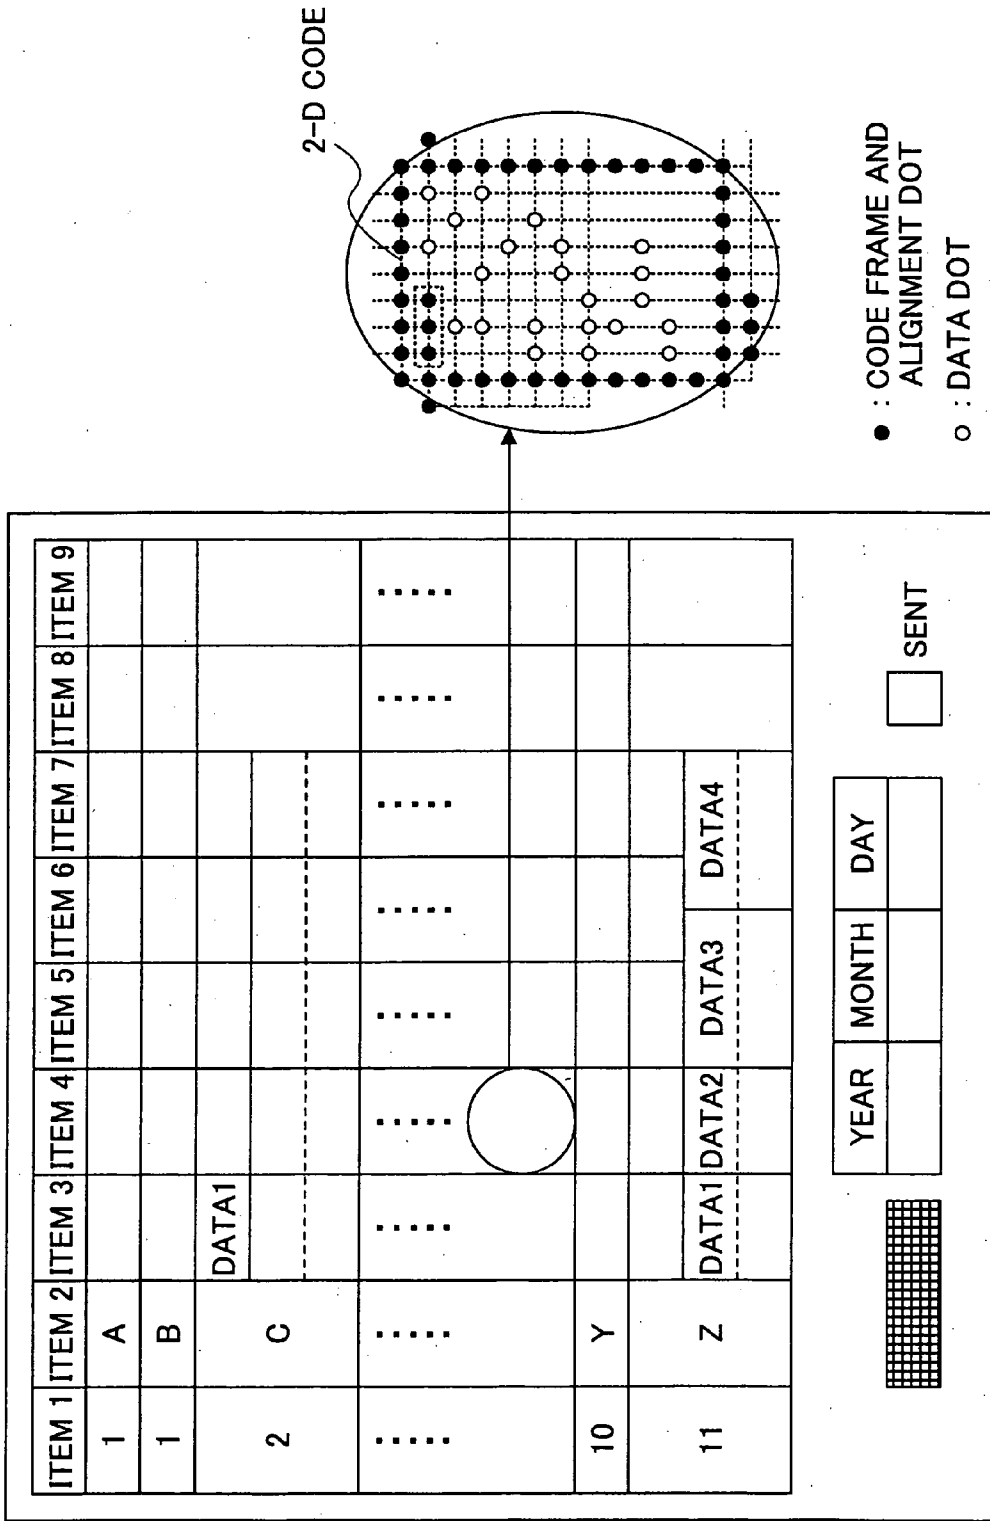 ITEM 1 ITEM 2 ITEM 3 ITEM 4 ITEM 5 ITEM 6 ITEM 7 ITEM 8 ITEM 9
1 A
1 B
2 C DATA1
..... ..... ..... ..... ..... ..... ..... ..... .....
10 Y
11 Z DATA1 DATA2 DATA3 DATA4
YEAR MONTH DAY
SENT
2-D CODE
● : CODE FRAME AND
ALIGNMENT DOT
○ : DATA DOT